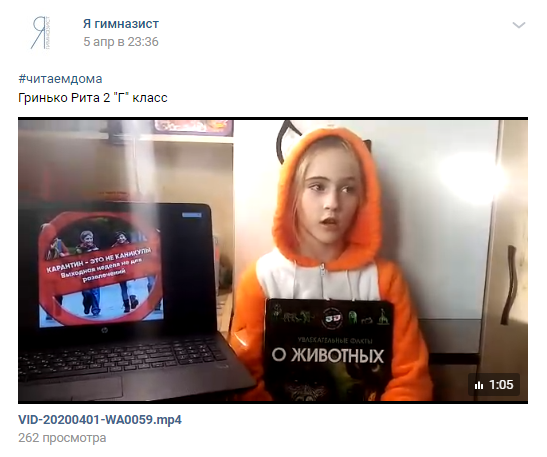 Я гимназист
5 апр в 23:36
#читаемдома
Гринько Рита 2 "Г" класс
КАРАНТИН - ЭТО НЕ КАНИКУЛЫ
Выходная неделя не для
развлечений
3D
УВЛЕКАТЕЛЬНЫЕ ФАКТЫ
О ЖИВОТНЫХ
1:05
VID-20200401-WA0059.mp4
262 просмотра